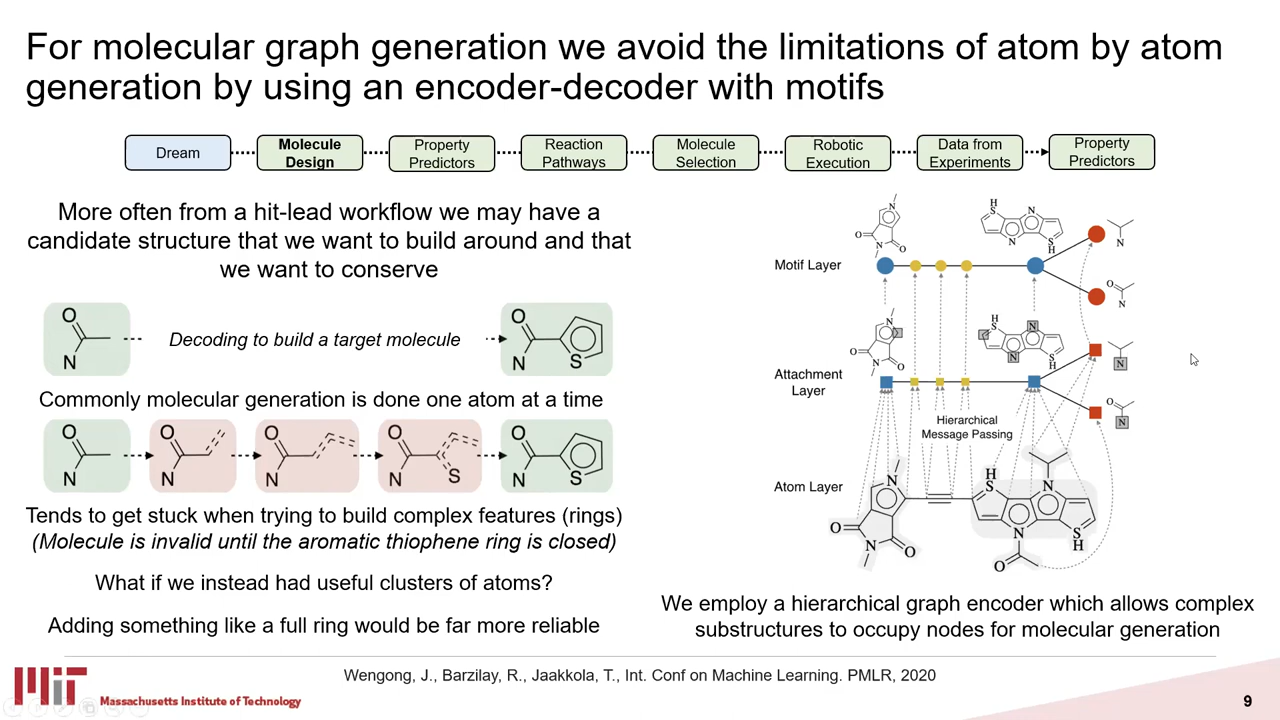 For molecular graph generation we avoid the limitations of atom by atom
generation by using an encoder-decoder with motifs
Dream
Molecule
Design
Property
Predictors
Reaction
Pathways
Molecule
Selection
Robotic
Execution
Data from
Experiments
Property
Predictors
More often from a hit-lead workflow we may have a
candidate structure that we want to build around and that
we want to conserve
O
N
Decoding to build a target molecule
O
N
S
Commonly molecular generation is done one atom at a time
O
N
O
N
O
N
O
N
S
O
N
S
Tends to get stuck when trying to build complex features (rings)
(Molecule is invalid until the aromatic thiophene ring is closed)
What if we instead had useful clusters of atoms?
Adding something like a full ring would be far more reliable
N
O
N
O
H
S
N
N
S
H
N
O
N
Motif Layer
N
O
N
O
H
S
N
N
S
H
N
O
N
Attachment
Layer
Hierarchical
Message Passing
Atom Layer
N
O
N
O
H
S
N
N
S
H
O
We employ a hierarchical graph encoder which allows complex
substructures to occupy nodes for molecular generation
Wengong, J., Barzilay, R., Jaakkola, T., Int. Conf on Machine Learning. PMLR, 2020
MIT
Massachusetts Institute of Technology
9